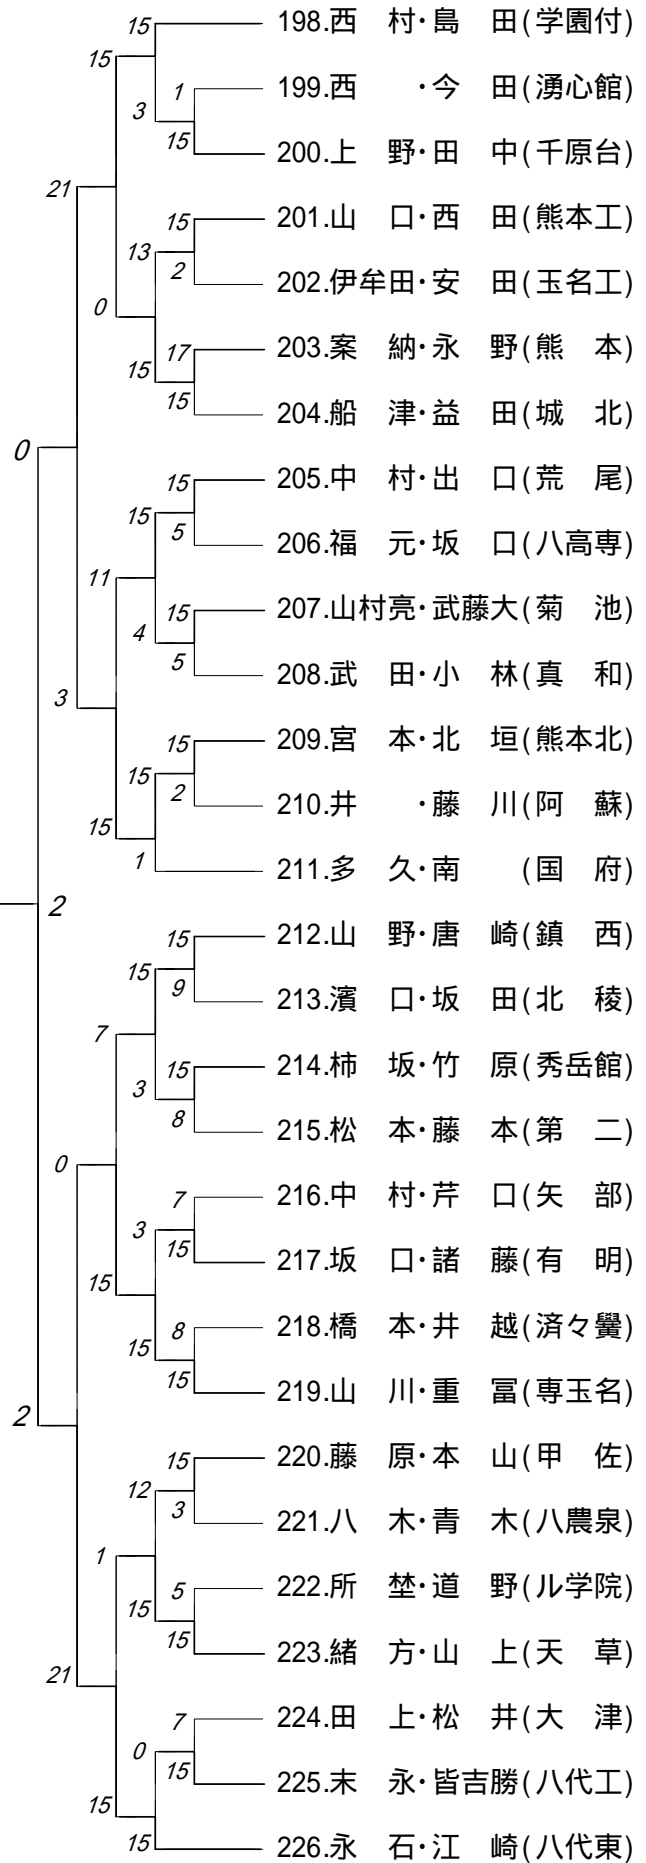 15
198.西　村・島　田(学園付)
15
1
199.西　　・今　田(湧心館)
3
15
200.上　野・田　中(千原台)
21
15
201.山　口・西　田(熊本工)
13
2
202.伊牟田・安　田(玉名工)
0
17
203.案　納・永　野(熊　本)
15
15
204.船　津・益　田(城　北)
0
15
205.中　村・出　口(荒　尾)
15
5
206.福　元・坂　口(八高専)
11
15
207.山村亮・武藤大(菊　池)
4
5
208.武　田・小　林(真　和)
3
15
209.宮　本・北　垣(熊本北)
15
2
210.井　　・藤　川(阿　蘇)
15
1
211.多　久・南　　(国　府)
2
15
212.山　野・唐　崎(鎮　西)
15
9
213.濱　口・坂　田(北　稜)
7
15
214.柿　坂・竹　原(秀岳館)
3
8
215.松　本・藤　本(第　二)
0
7
216.中　村・芹　口(矢　部)
3
15
217.坂　口・諸　藤(有　明)
15
8
218.橋　本・井　越(済々黌)
15
15
219.山　川・重　冨(専玉名)
2
15
220.藤　原・本　山(甲　佐)
12
3
221.八　木・青　木(八農泉)
1
5
222.所　埜・道　野(ル学院)
15
15
223.緒　方・山　上(天　草)
21
7
224.田　上・松　井(大　津)
0
15
225.末　永・皆吉勝(八代工)
15
15
226.永　石・江　崎(八代東)